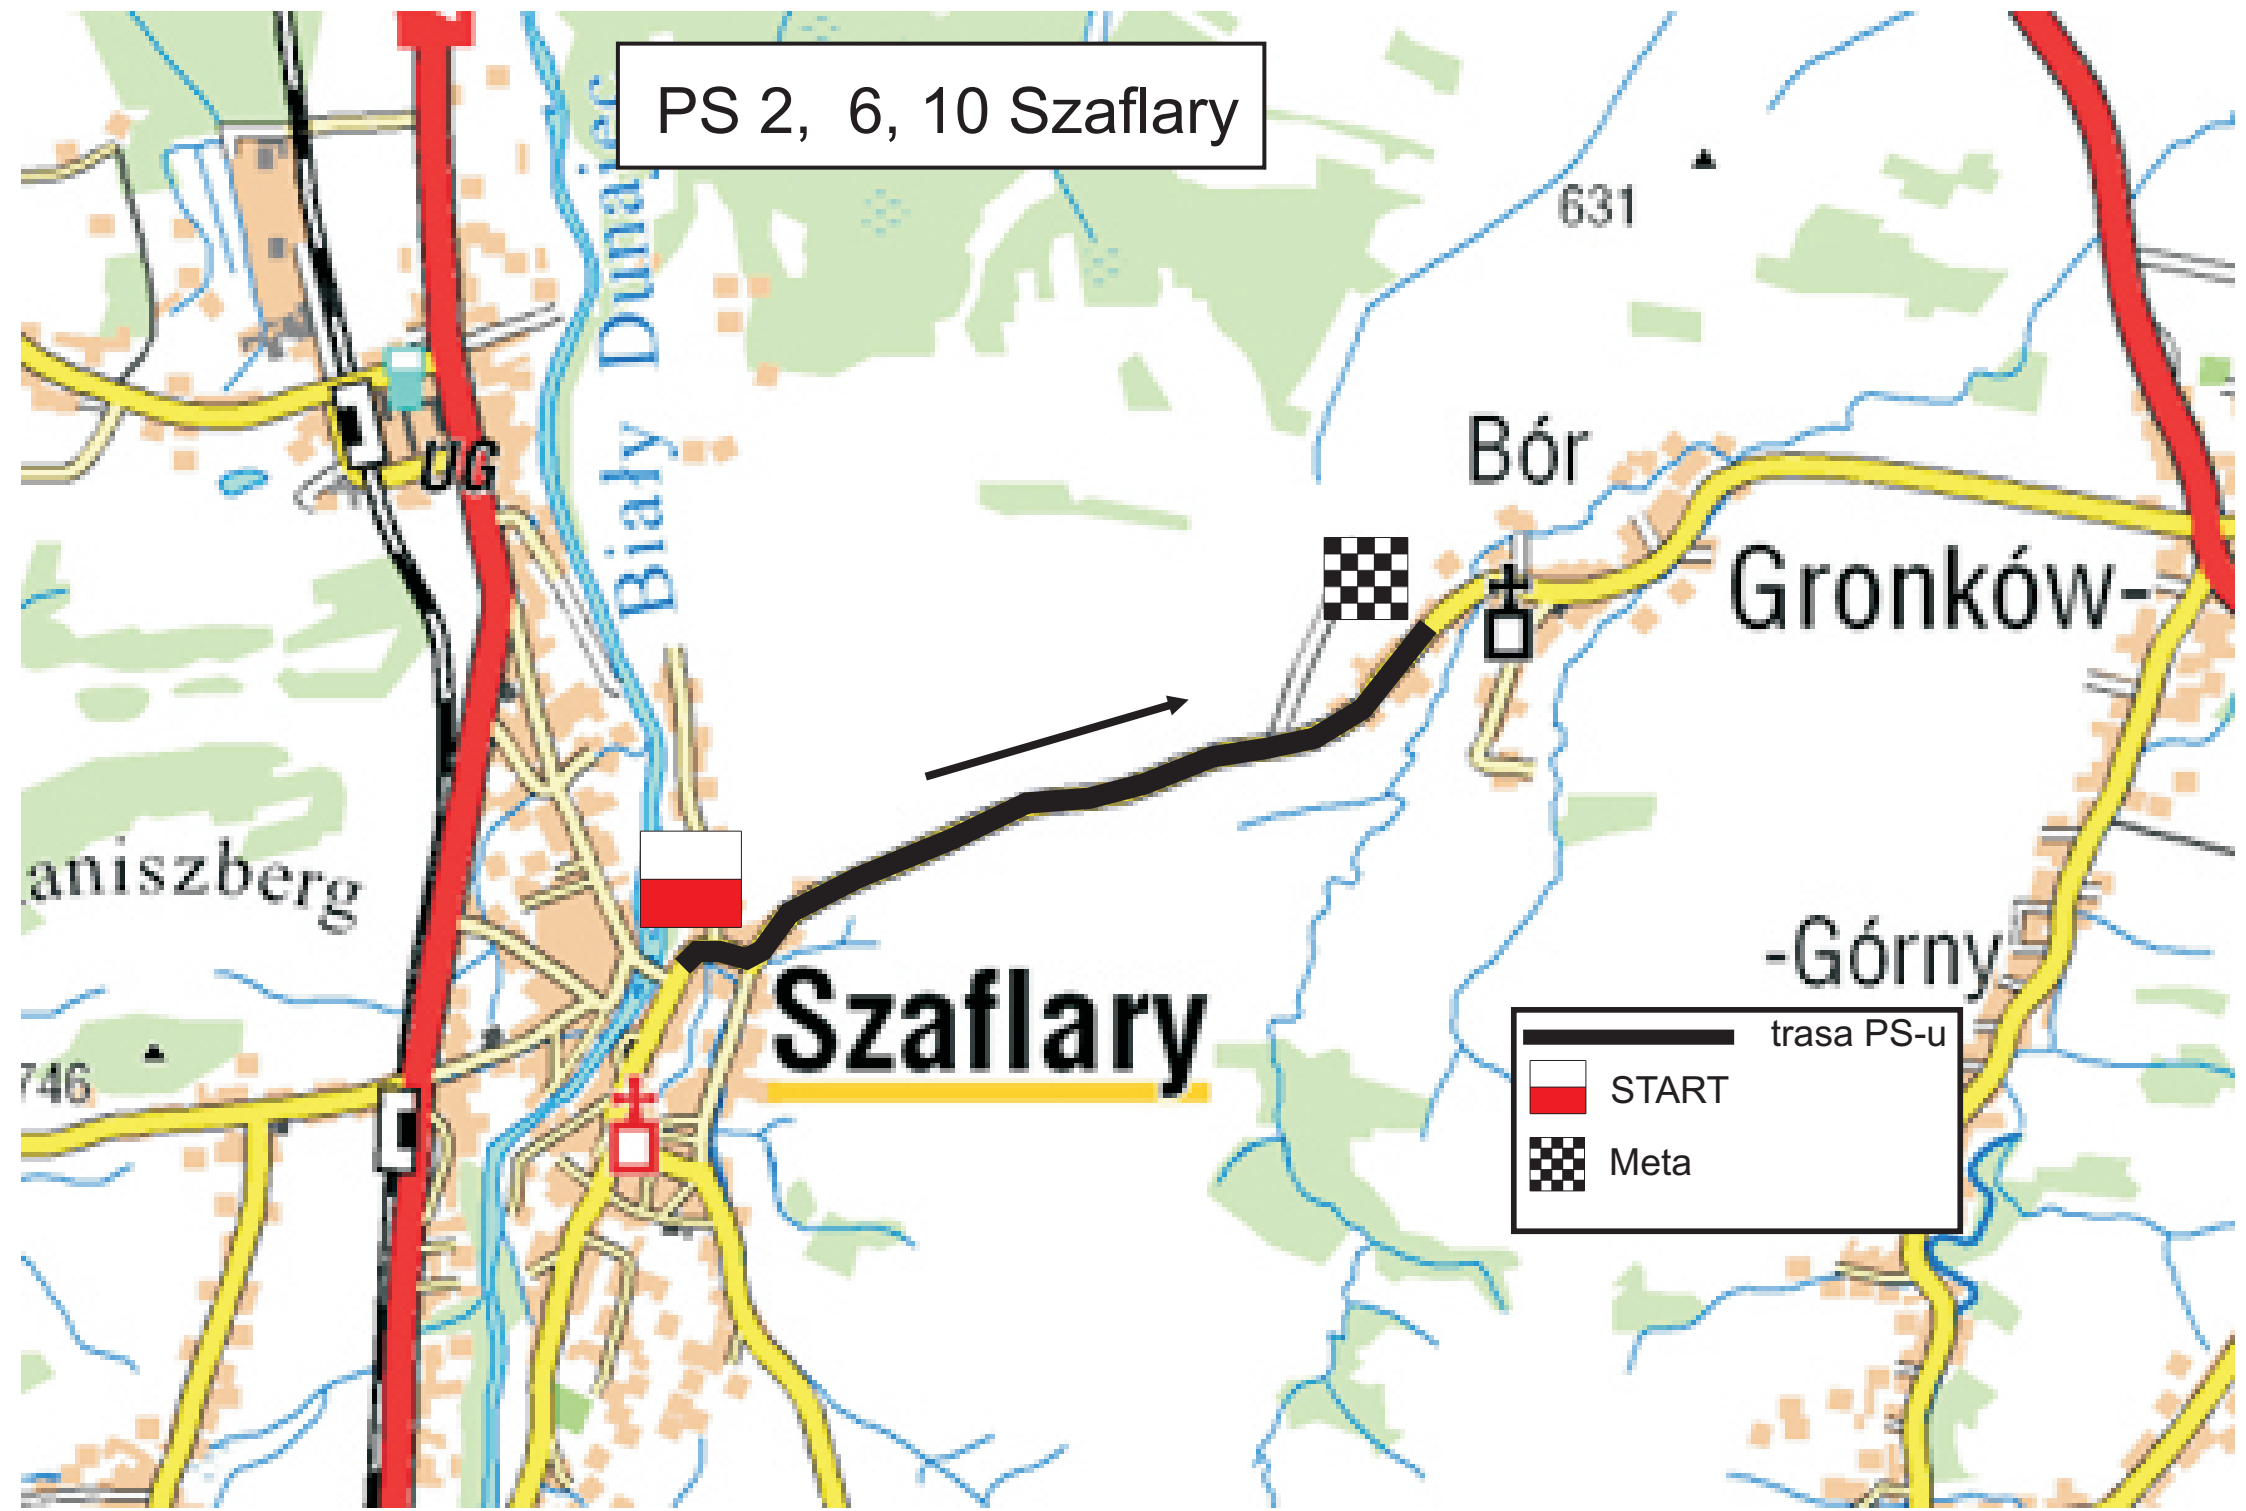 PS 2, 6, 10 Szaflary
Biały Dunajec
631
UG
Bór
Gronków-
-Górny
aniszberg
Szaflary
746
trasa PS-u
START
Meta